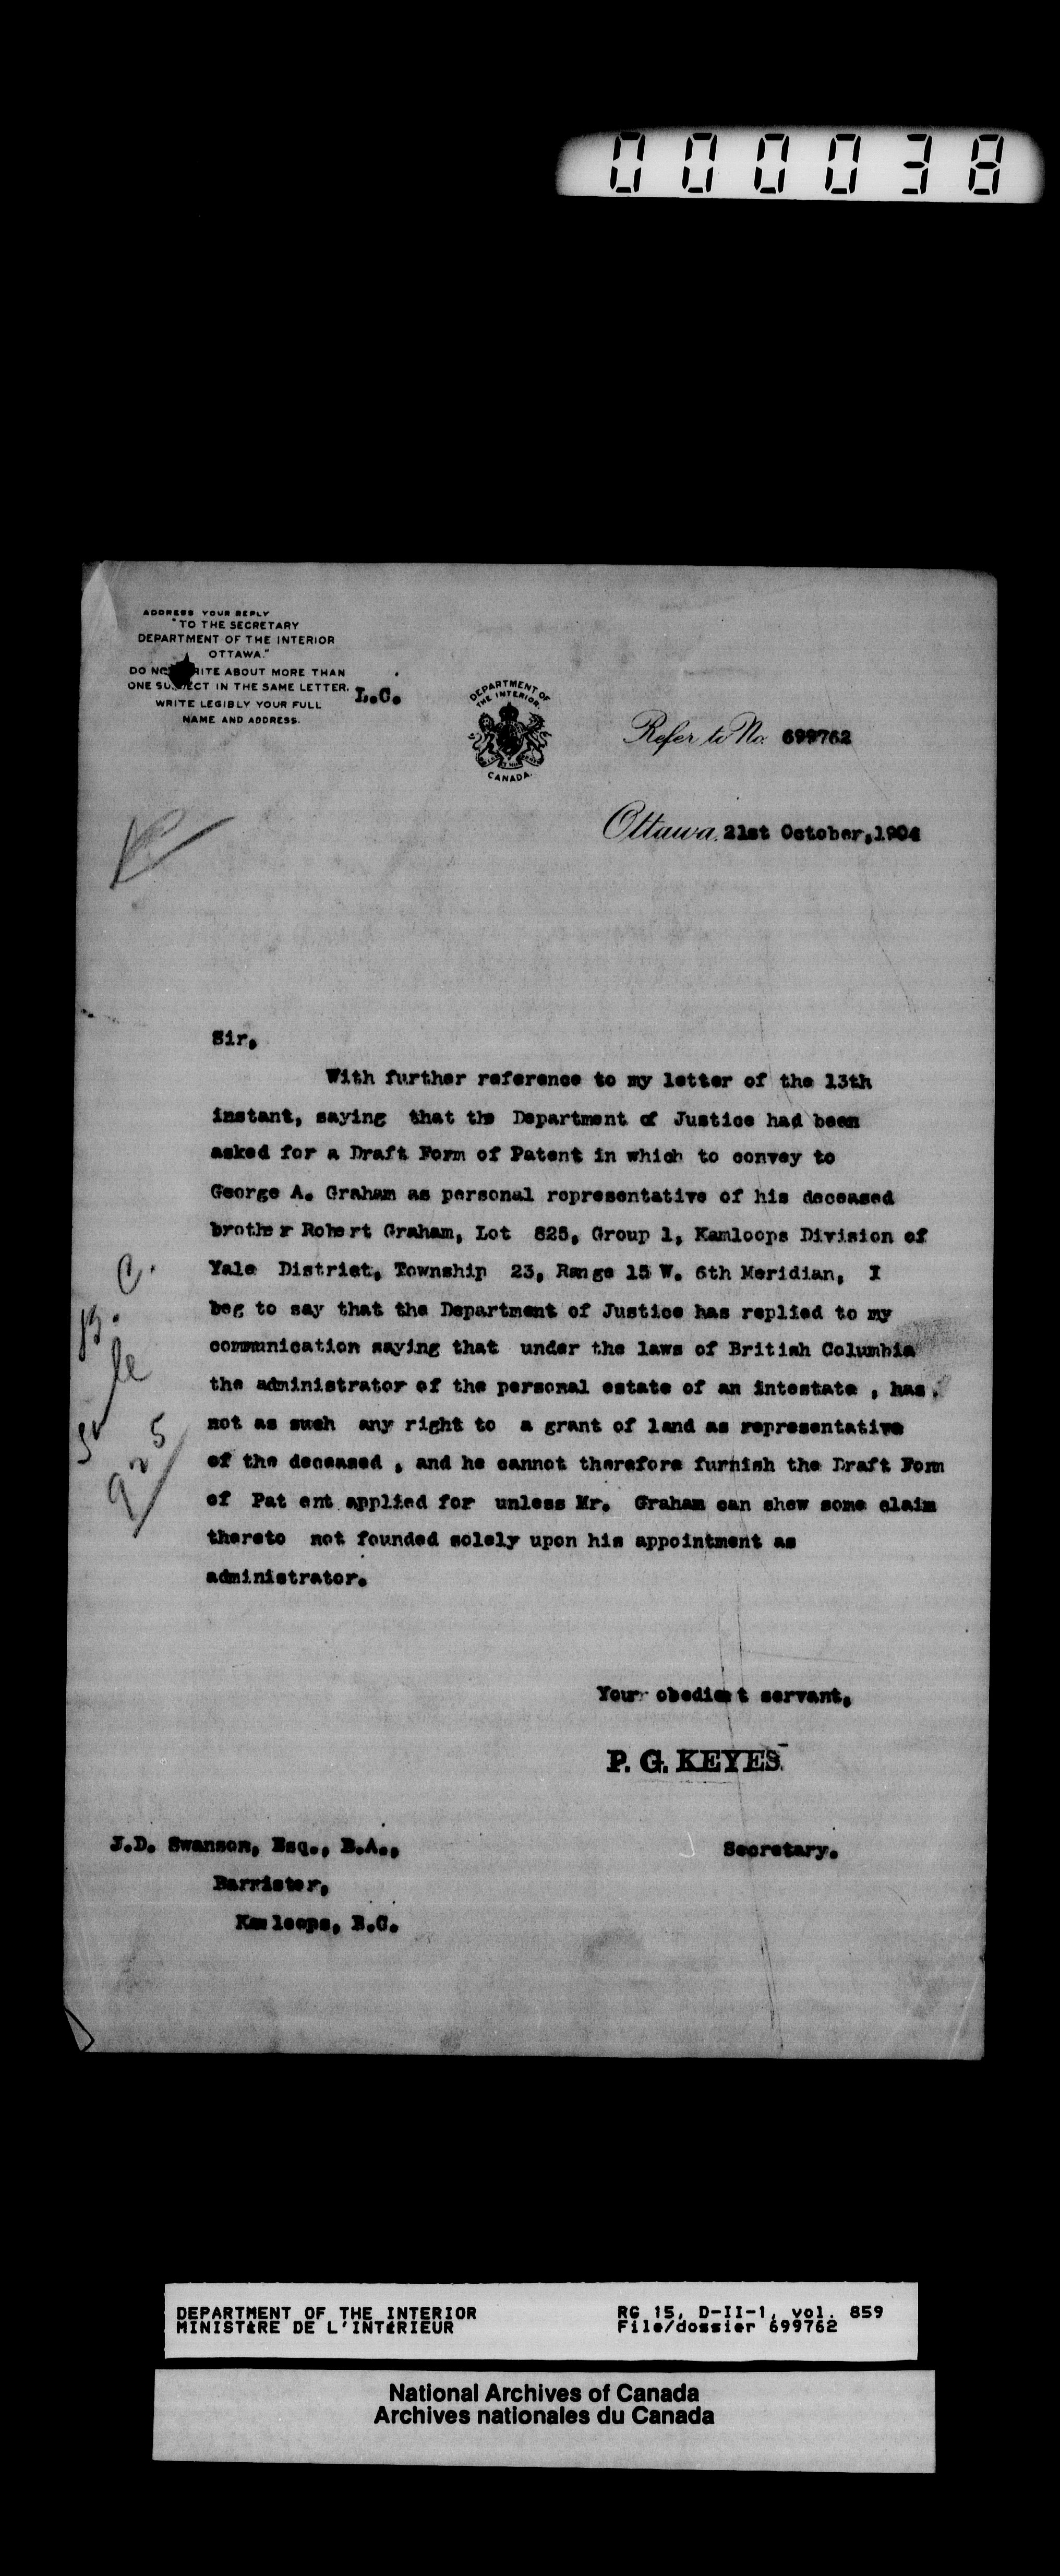 000038
ADDRESS YOUR REPLY
"TO THE SECRETARY
DEPARTMENT OF THE INTERIOR
OTTAWA."
DO NOT WRITE ABOUT MORE THAN
ONE SUBJECT IN THE SAME LETTER.
WRITE LEGIBLY YOUR FULL
NAME AND ADDRESS.
L.C.
DEPARTMENT OF
THE INTERIOR.
CANADA.
Refer to No. 699762
Ottawa. 21st October,1904
Sir,
With further reference to my letter of the 13th
instant, saying that the Department of Justice had been
asked for a Draft Form of Patent in which to convey to
George A. Graham as personal representative of his deceased
brother Robert Graham, Lot 825, Group 1, Kamloops Division of
Yale District, Township 23, Range 15 W. 6th Meridian, I
beg to say that the Department of Justice has replied to my
communication saying that under the laws of British Columbia
the administrator of the personal estate of an intestate , has
not as such any right to a grant of land as representative
of the deceased , and he cannot therefore furnish the Draft Form
of Pat ent applied for unless Mr. Graham can shew some claim
thereto not founded solely upon his appointment as
administrator.
B. C.
Your obedient servant,
P. G. KEYES.
Secretary.
J.D. Swanson, Esq., B.A.,
Barrister,
Kamloops, B.C.
DEPARTMENT OF THE INTERIOR
MINISTÈRE DE L'INTÉRIEUR
RG 15, D-II-1, vol. 859
File/dossier 699762
National Archives of Canada
Archives nationales du Canada